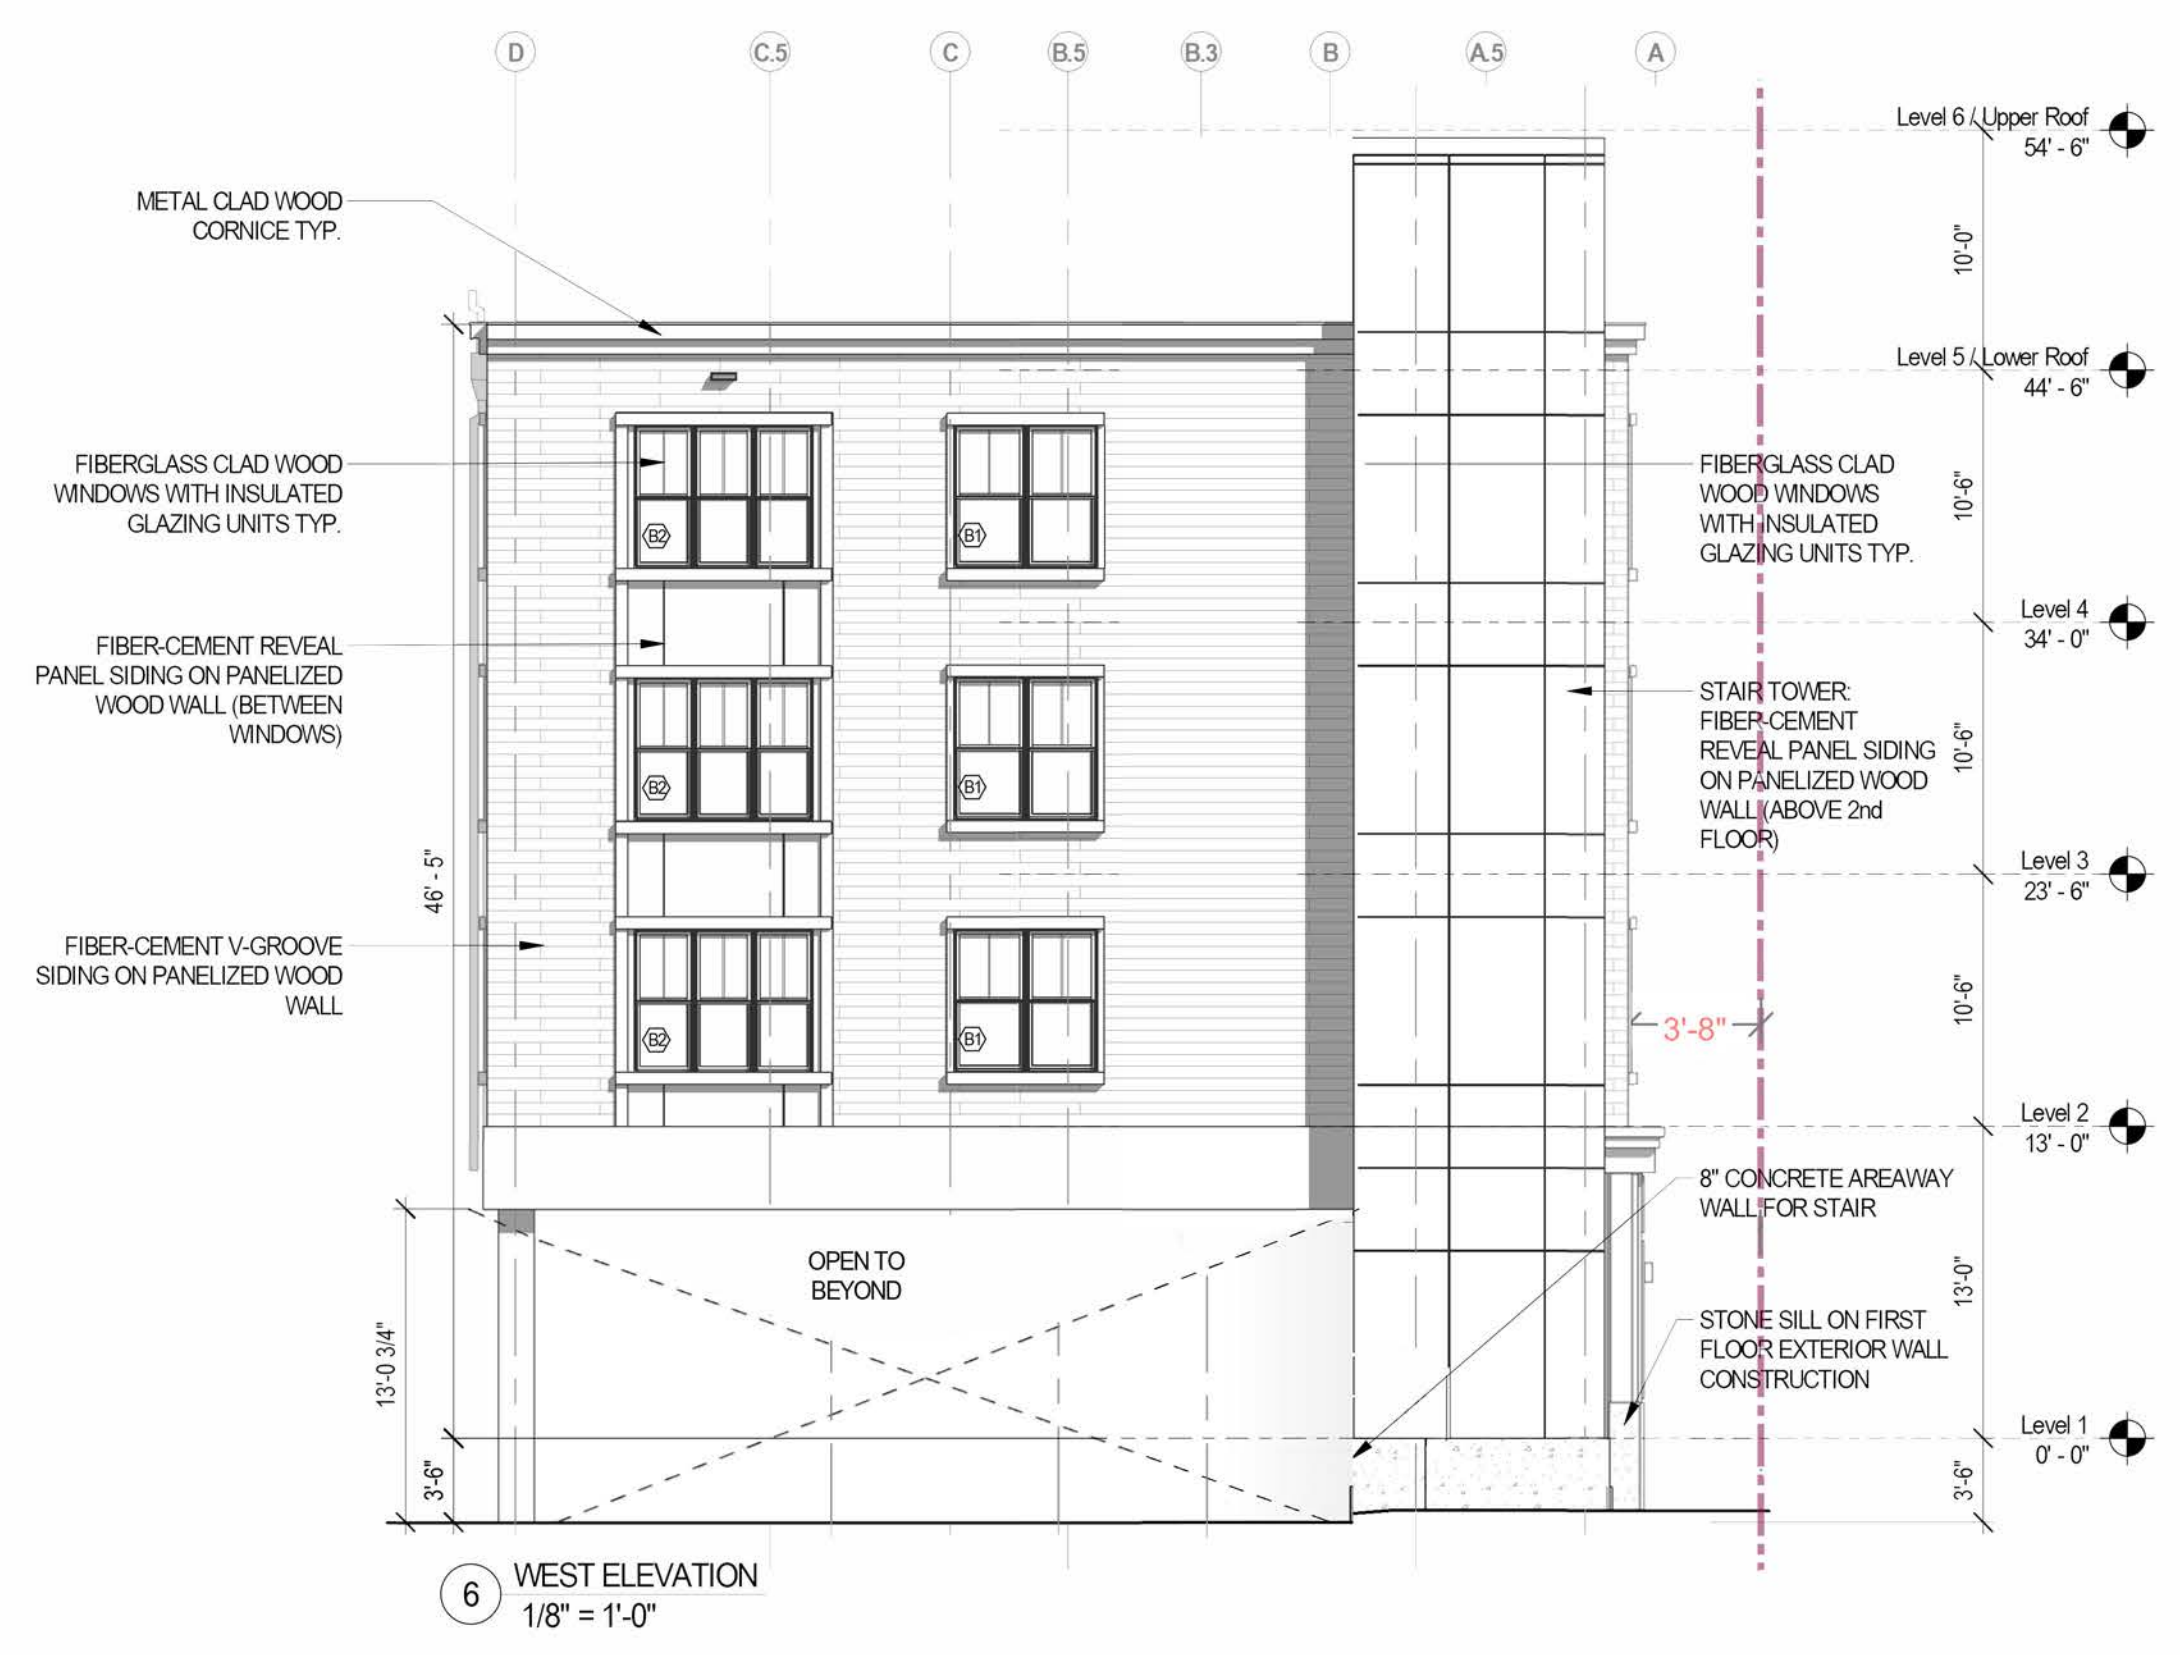 D
C.5
C
B.5
B.3
B
A.5
A
Level 6 / Upper Roof
54' - 6"
10'-0"
METAL CLAD WOOD
CORNICE TYP.
Level 5 / Lower Roof
44' - 6"
FIBERGLASS CLAD WOOD
WINDOWS WITH INSULATED
GLAZING UNITS TYP.
B2
B1
FIBERGLASS CLAD
WOOD WINDOWS
WITH INSULATED
GLAZING UNITS TYP.
10'-6"
Level 4
34' - 0"
FIBER-CEMENT REVEAL
PANEL SIDING ON PANELIZED
WOOD WALL (BETWEEN
WINDOWS)
B2
B1
STAIR TOWER:
FIBER-CEMENT
REVEAL PANEL SIDING
ON PANELIZED WOOD
WALL (ABOVE 2nd
FLOOR)
10'-6"
Level 3
23' - 6"
46' - 5"
FIBER-CEMENT V-GROOVE
SIDING ON PANELIZED WOOD
WALL
B2
B1
3'-8"
10'-6"
Level 2
13' - 0"
8" CONCRETE AREAWAY
WALL FOR STAIR
OPEN TO
BEYOND
13'-0"
13'-0 3/4"
STONE SILL ON FIRST
FLOOR EXTERIOR WALL
CONSTRUCTION
Level 1
0' - 0"
3'-6"
3'-6"
6
WEST ELEVATION
1/8" = 1'-0"